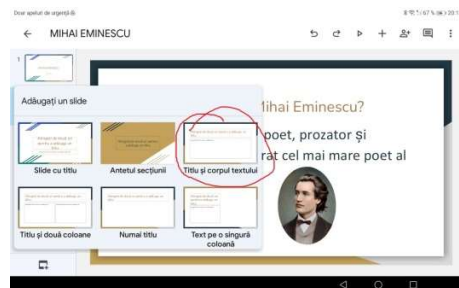 Doar apeluri de urgență
67 %
MIHAI EMINESCU
1
Mihai Eminescu?
poet, prozator și
rat cel mai mare poet al
Adăugați un slide
Slide cu titlu
Antetul secțiunii
Titlu și corpul textului
Titlu și două coloane
Numai titlu
Text pe o singură
coloană